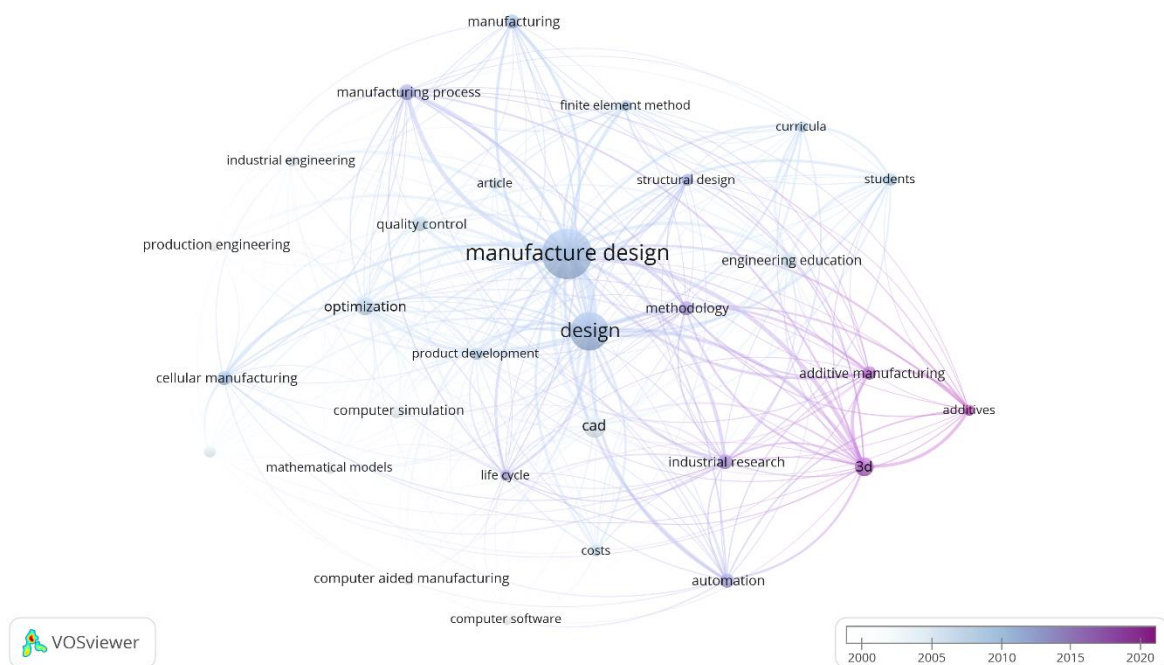 manufacturing
manufacturing process
finite element method
curricula
industrial engineering
article
structural design
students
quality control
production engineering
manufacture design
engineering education
optimization
methodology
design
product development
cellular manufacturing
additive manufacturing
computer simulation
additives
cad
mathematical models
life cycle
industrial research
3d
costs
computer aided manufacturing
automation
computer software
VOSviewer
2000 2005 2010 2015 2020